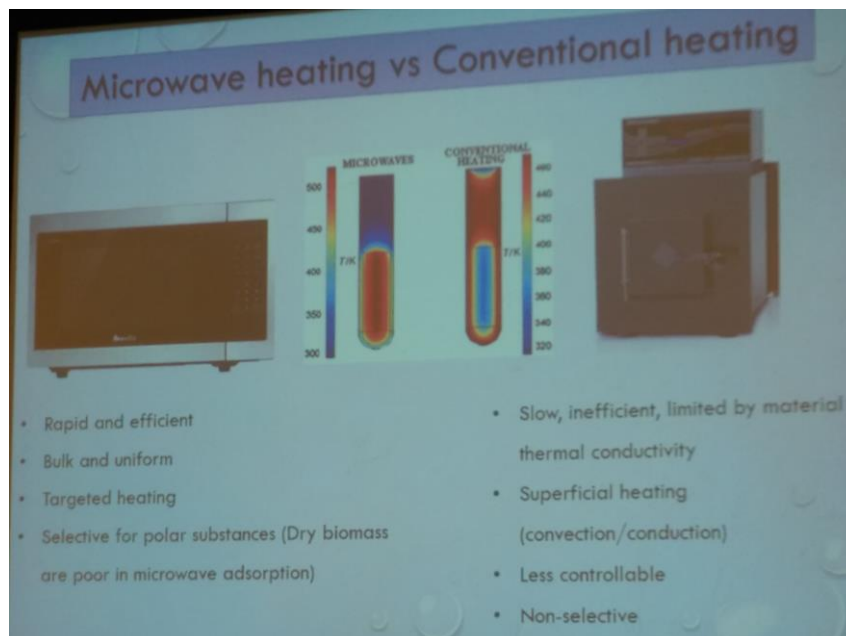 Microwave heating vs Conventional heating
MICROWAVES
CONVENTIONAL
HEATING
500
450
T/K
400
350
300
460
440
420
T/K
400
380
360
340
320
• Rapid and efficient
• Bulk and uniform
• Targeted heating
• Selective for polar substances (Dry biomass
are poor in microwave adsorption)
• Slow, inefficient, limited by material
thermal conductivity
• Superficial heating
(convection/conduction)
• Less controllable
• Non-selective